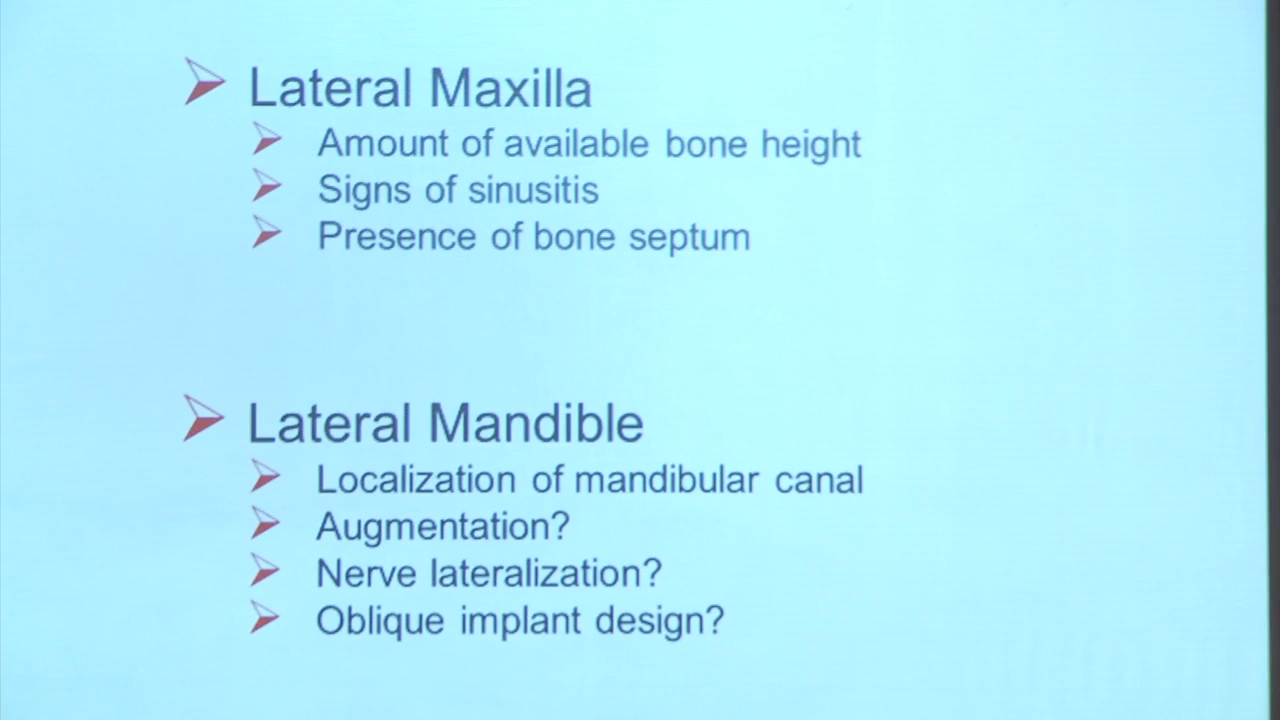 Lateral Maxilla
Amount of available bone height
Signs of sinusitis
Presence of bone septum
Lateral Mandible
Localization of mandibular canal
Augmentation?
Nerve lateralization?
Oblique implant design?